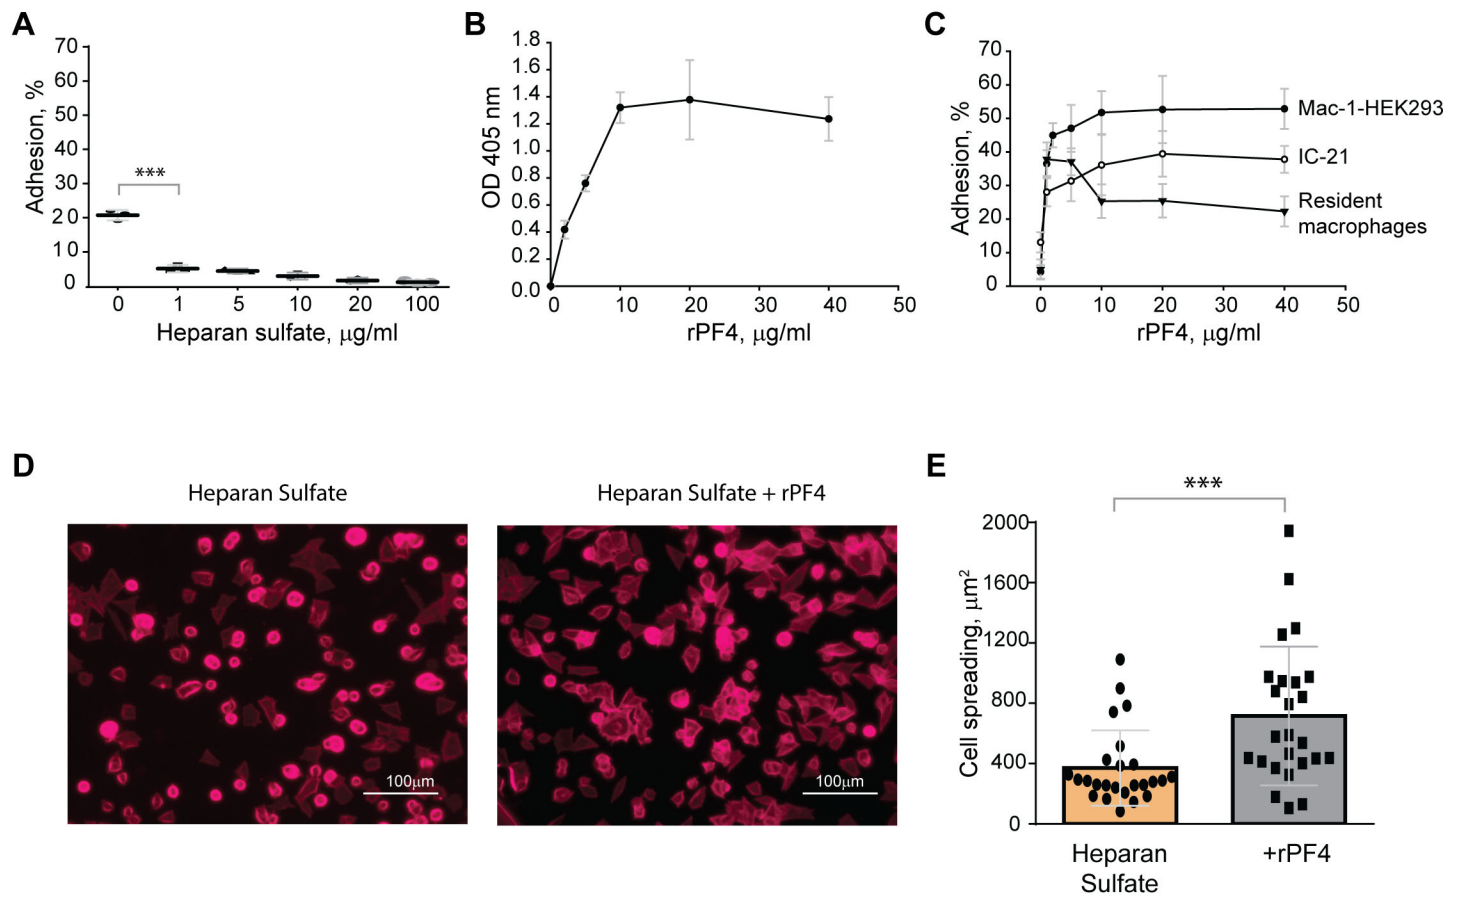 A
70
60
50
40
30
20
10
0
Adhesion, %
***
0 1 5 10 20 100
Heparan sulfate, µg/ml
B
1.8
1.6
1.4
1.2
1.0
0.8
0.6
0.4
0.2
0.0
OD 405 nm
0 10 20 30 40 50
rPF4, µg/ml
C
70
60
50
40
30
20
10
0
Adhesion, %
Mac-1-HEK293
IC-21
Resident
macrophages
0 10 20 30 40 50
rPF4, µg/ml
D
Heparan Sulfate
100µm
Heparan Sulfate + rPF4
100µm
E
***
2000
1600
1200
800
400
0
Cell spreading, µm²
Heparan
Sulfate
+rPF4